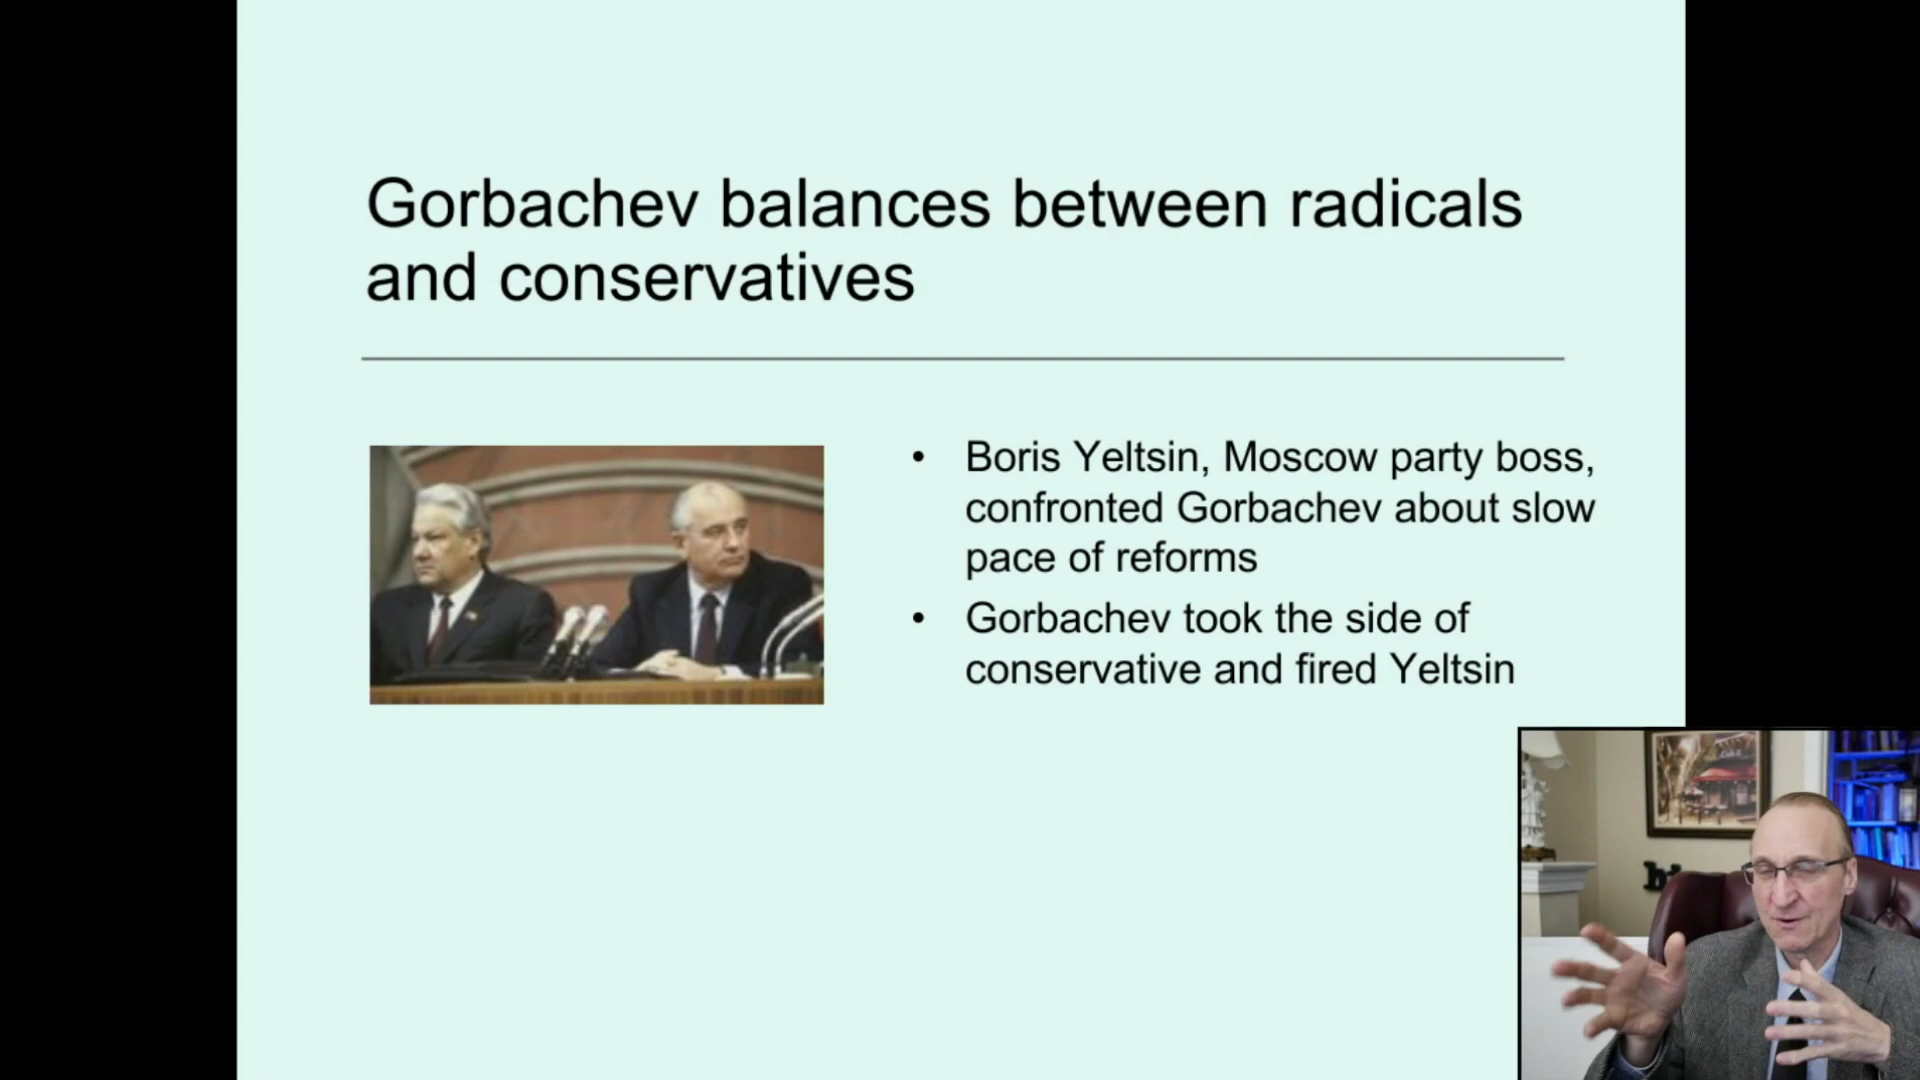 Gorbachev balances between radicals
and conservatives
• Boris Yeltsin, Moscow party boss,
confronted Gorbachev about slow
pace of reforms
• Gorbachev took the side of
conservative and fired Yeltsin